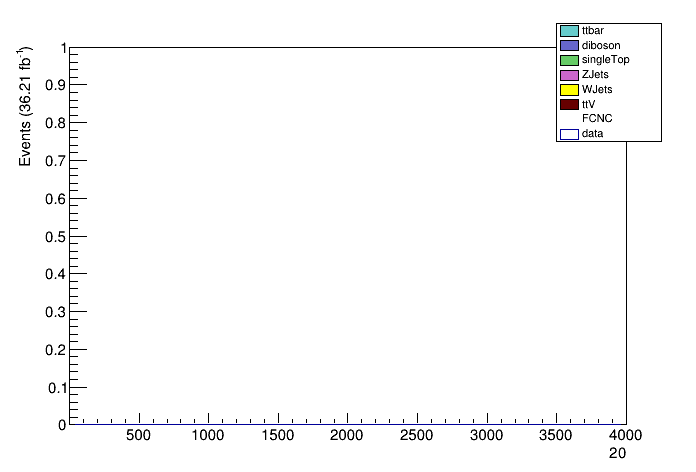 ttbar
diboson
singleTop
ZJets
WJets
ttV
FCNC
data
Events (36.21 fb⁻¹)
1
0.9
0.8
0.7
0.6
0.5
0.4
0.3
0.2
0.1
0
500 1000 1500 2000 2500 3000 3500 4000
20